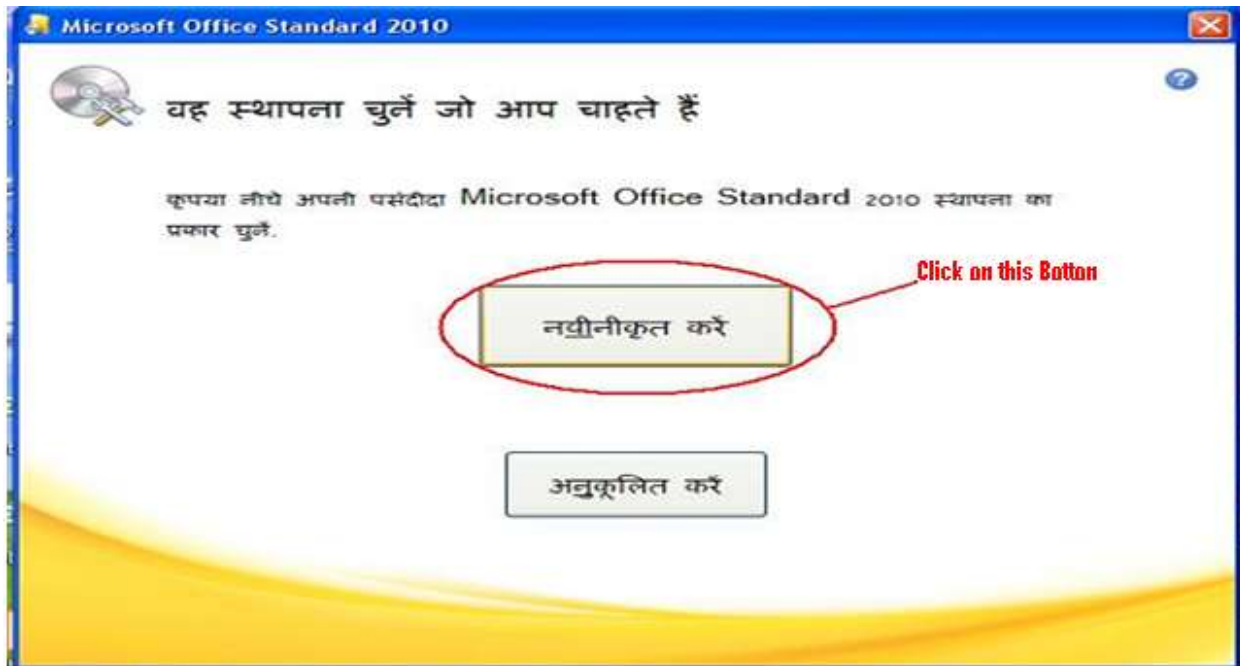 Microsoft Office Standard 2010
वह स्थापना चुनें जो आप चाहते हैं
कृपया नीचे अपनी पसंदीदा Microsoft Office Standard 2010 स्थापना का
प्रकार चुनें.
Click on this Botton
नवीनीकृत करें
अनुकूलित करें